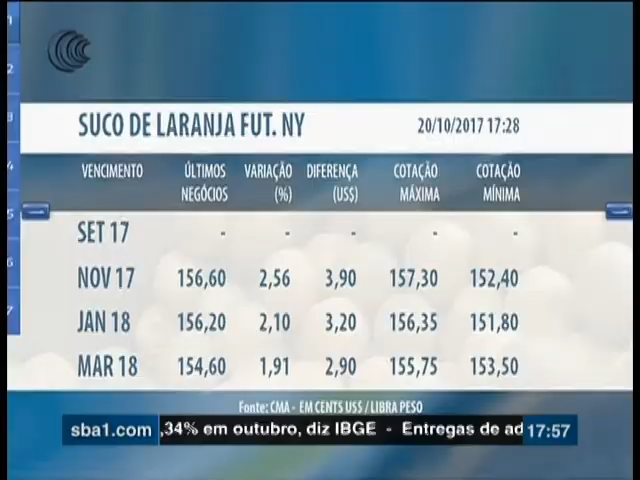 SUCO DE LARANJA FUT. NY 20/10/2017 17:28
VENCIMENTO ÚLTIMOS NEGÓCIOS VARIAÇÃO (%) DIFERENÇA (US$) COTAÇÃO MÁXIMA COTAÇÃO MÍNIMA
SET 17 - - - - -
NOV 17 156,60 2,56 3,90 157,30 152,40
JAN 18 156,20 2,10 3,20 156,35 151,80
MAR 18 154,60 1,91 2,90 155,75 153,50
Fonte: CMA - EM CENTS US$ / LIBRA PESO
sba1.com ,34% em outubro, diz IBGE - Entregas de ad 17:57